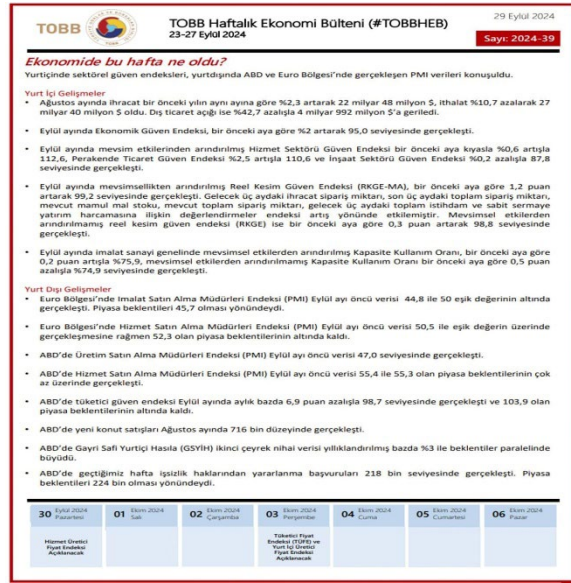 TOBB
TOBB Haftalık Ekonomi Bülteni (#TOBBHEB)
23-27 Eylül 2024
29 Eylül 2024
Sayı: 2024-39
Ekonomide bu hafta ne oldu?
Yurtiçinde sektörel güven endeksleri, yurtdışında ABD ve Euro Bölgesi'nde gerçekleşen PMI verileri konuşuldu.
Yurt İçi Gelişmeler
• Ağustos ayında ihracat bir önceki yılın aynı ayına göre %2,3 artarak 22 milyar 48 milyon $, ithalat %10,7 azalarak 27
milyar 40 milyon $ oldu. Dış ticaret açığı ise %42,7 azalışla 4 milyar 992 milyon $'a geriledi.
• Eylül ayında Ekonomik Güven Endeksi, bir önceki aya göre %2 artarak 95,0 seviyesinde gerçekleşti.
• Eylül ayında mevsim etkilerinden arındırılmış Hizmet Sektörü Güven Endeksi bir önceki aya kıyasla %0,6 artışla
112,6, Perakende Ticaret Güven Endeksi %2,5 artışla 110,6 ve İnşaat Sektörü Güven Endeksi %0,2 azalışla 87,8
seviyesinde gerçekleşti.
• Eylül ayında mevsimsellikten arındırılmış Reel Kesim Güven Endeksi (RKGE-MA), bir önceki aya göre 1,2 puan
artarak 99,2 seviyesinde gerçekleşti. Gelecek üç aydaki ihracat sipariş miktarı, son üç aydaki toplam sipariş miktarı,
mevcut mamul mal stoku, mevcut toplam sipariş miktarı, gelecek üç aydaki toplam istihdam ve sabit sermaye
yatırım harcamasına ilişkin değerlendirmeler endeksi artış yönünde etkilemiştir. Mevsimsel etkilerden
arındırılmamış reel kesim güven endeksi (RKGE) ise bir önceki aya göre 0,3 puan artarak 98,8 seviyesinde
gerçekleşti.
• Eylül ayında imalat sanayi genelinde mevsimsel etkilerden arındırılmış Kapasite Kullanım Oranı, bir önceki aya göre
0,2 puan artışla %75,9, mevsimsel etkilerden arındırılmamış Kapasite Kullanım Oranı bir önceki aya göre 0,5 puan
azalışla %74,9 seviyesinde gerçekleşti.
Yurt Dışı Gelişmeler
• Euro Bölgesi'nde Imalat Satın Alma Müdürleri Endeksi (PMI) Eylül ayı öncü verisi 44,8 ile 50 eşik değerinin altında
gerçekleşti. Piyasa beklentileri 45,7 olması yönündeydi.
• Euro Bölgesi'nde Hizmet Satın Alma Müdürleri Endeksi (PMI) Eylül ayı öncü verisi 50,5 ile eşik değerin üzerinde
gerçekleşmesine rağmen 52,3 olan piyasa beklentilerinin altında kaldı.
• ABD'de Üretim Satın Alma Müdürleri Endeksi (PMI) Eylül ayı öncü verisi 47,0 seviyesinde gerçekleşti.
• ABD'de Hizmet Satın Alma Müdürleri Endeksi (PMI) Eylül ayı öncü verisi 55,4 ile 55,3 olan piyasa beklentilerinin çok
az üzerinde gerçekleşti.
• ABD'de tüketici güven endeksi Eylül ayında aylık bazda 6,9 puan azalışla 98,7 seviyesinde gerçekleşti ve 103,9 olan
piyasa beklentilerinin altında kaldı.
• ABD'de yeni konut satışları Ağustos ayında 716 bin düzeyinde gerçekleşti.
• ABD'de Gayri Safi Yurtiçi Hasıla (GSYİH) ikinci çeyrek nihai verisi yıllıklandırılmış bazda %3 ile beklentiler paralelinde
büyüdü.
• ABD'de geçtiğimiz hafta işsizlik haklarından yararlanma başvuruları 218 bin seviyesinde gerçekleşti. Piyasa
beklentileri 224 bin olması yönündeydi.
30 Eylül 2024 Pazartesi
Hizmet Üretici
Fiyat Endeksi
Açıklanacak
01 Ekim 2024 Salı
02 Ekim 2024 Çarşamba
03 Ekim 2024 Perşembe
Tüketici Fiyat
Endeksi (TÜFE) ve
Yurt İçi Üretici
Fiyat Endeksi
Açıklanacak
04 Ekim 2024 Cuma
05 Ekim 2024 Cumartesi
06 Ekim 2024 Pazar